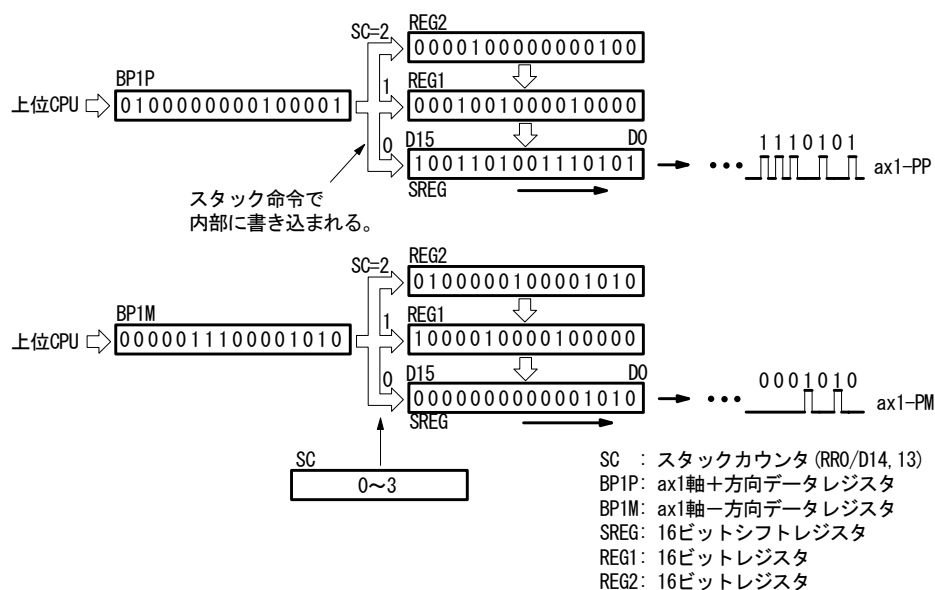 SC=2
REG2
0000100000000100
BP1P
上位CPU
0100000000100001
1
REG1
0001001000010000
0
D15
D0
1001101001110101
SREG
1110101
ax1-PP
スタック命令で
内部に書き込まれる。
SC=2
REG2
0100000100001010
BP1M
上位CPU
0000011100001010
1
REG1
1000010000100000
0
D15
D0
0000000000001010
SREG
0001010
ax1-PM
SC
0～3
SC : スタックカウンタ(RR0/D14,13)
BP1P: ax1軸＋方向データレジスタ
BP1M: ax1軸－方向データレジスタ
SREG: 16ビットシフトレジスタ
REG1: 16ビットレジスタ
REG2: 16ビットレジスタ